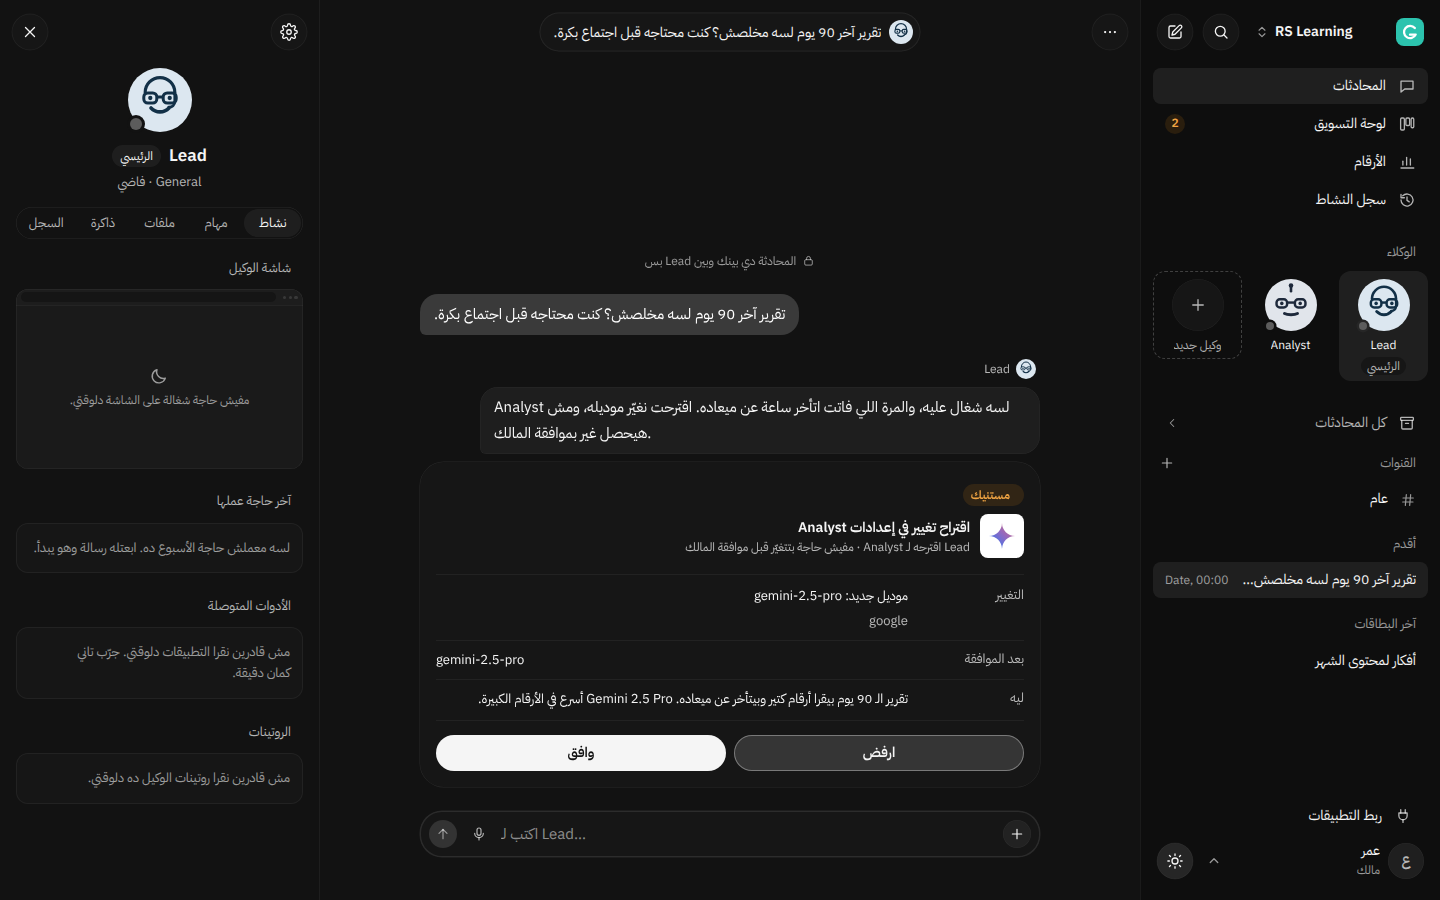 RS Learning
المحادثات
لوحة التسويق
2
الأرقام
سجل النشاط
الوكلاء
Lead
الرئيسي
Analyst
وكيل جديد
كل المحادثات
القنوات
عام
أقدم
تقرير آخر 90 يوم لسه مخلصش...
Date, 00:00
آخر البطاقات
أفكار لمحتوى الشهر
ربط التطبيقات
ع
عمر
مالك
تقرير آخر 90 يوم لسه مخلصش؟ كنت محتاجه قبل اجتماع بكرة.
المحادثة دي بينك وبين Lead بس
تقرير آخر 90 يوم لسه مخلصش؟ كنت محتاجه قبل اجتماع بكرة.
Lead
Analyst لسه شغال عليه، والمرة اللي فاتت اتأخر ساعة عن ميعاده. اقترحت نغيّر موديله، ومش
هيحصل غير بموافقة المالك.
مستنيك
اقتراح تغيير في إعدادات Analyst
Lead اقترحه لـ Analyst · مفيش حاجة بتتغيّر قبل موافقة المالك
التغيير
موديل جديد: gemini-2.5-pro
google
بعد الموافقة
gemini-2.5-pro
ليه
تقرير الـ 90 يوم بيقرا أرقام كتير وبيتأخر عن ميعاده. Gemini 2.5 Pro أسرع في الأرقام الكبيرة.
ارفض
وافق
اكتب لـ Lead...
Lead
الرئيسي
General · فاضي
نشاط
مهام
ملفات
ذاكرة
السجل
شاشة الوكيل
مفيش حاجة شغالة على الشاشة دلوقتي.
آخر حاجة عملها
لسه معملش حاجة الأسبوع ده. ابعتله رسالة وهو يبدأ.
الأدوات المتوصلة
مش قادرين نقرا التطبيقات دلوقتي. جرّب تاني
كمان دقيقة.
الروتينات
مش قادرين نقرا روتينات الوكيل ده دلوقتي.